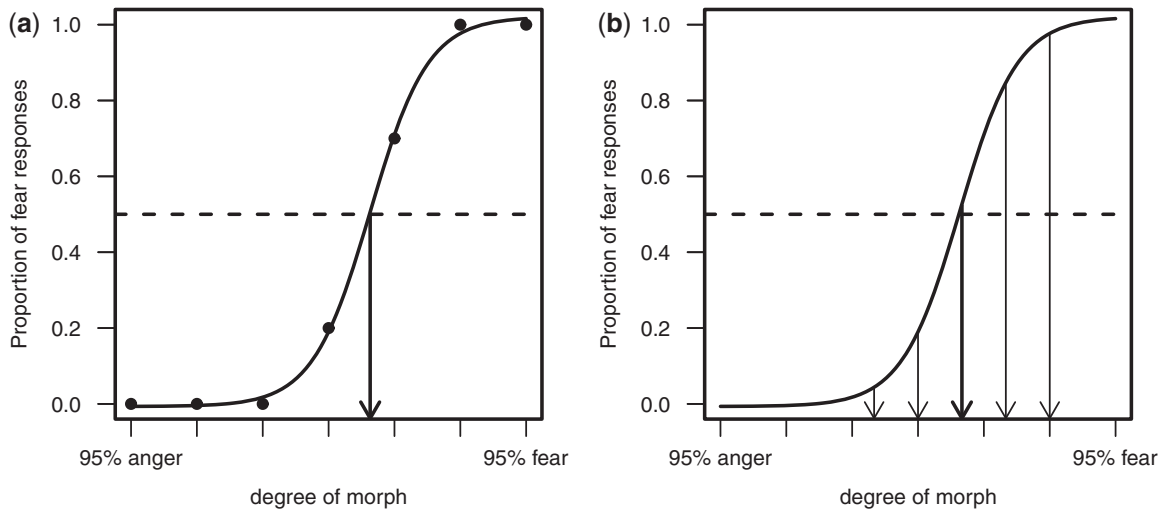 (a)
Proportion of fear responses
1.0
0.8
0.6
0.4
0.2
0.0
95% anger
95% fear
degree of morph
(b)
Proportion of fear responses
1.0
0.8
0.6
0.4
0.2
0.0
95% anger
95% fear
degree of morph